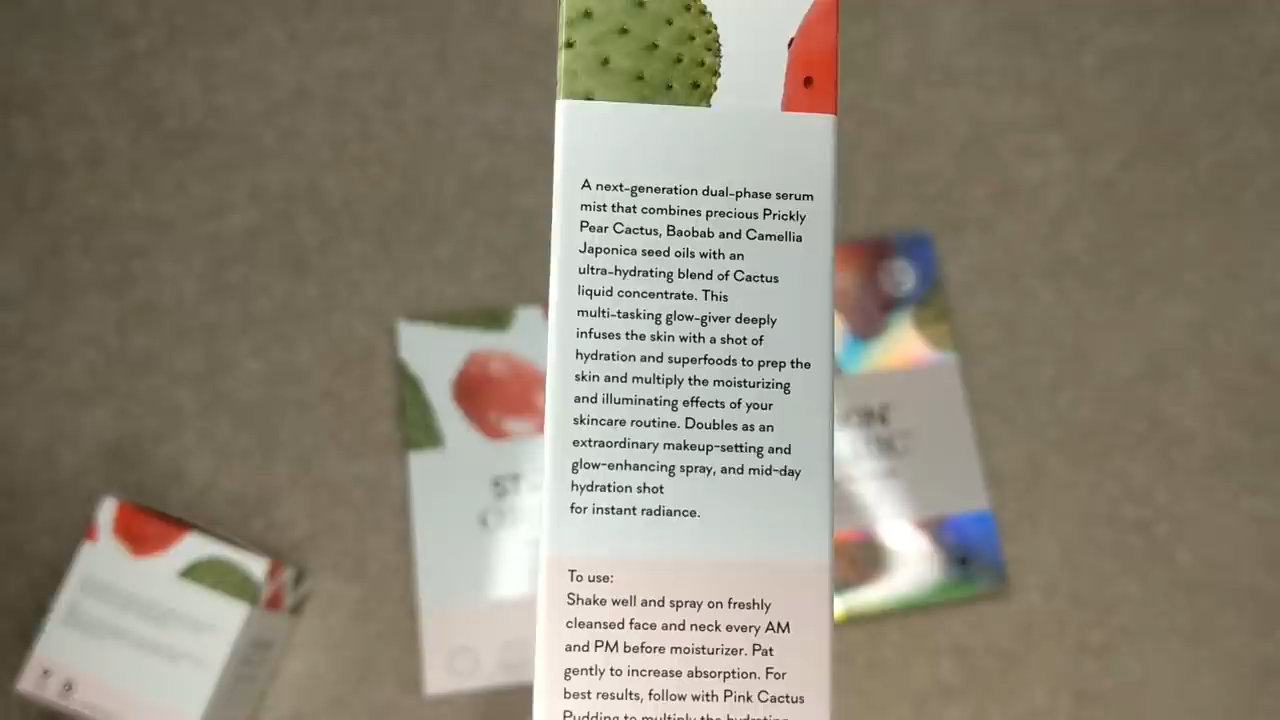 A next-generation dual-phase serum
mist that combines precious Prickly
Pear Cactus, Baobab and Camellia
Japonica seed oils with an
ultra-hydrating blend of Cactus
liquid concentrate. This
multi-tasking glow-giver deeply
infuses the skin with a shot of
hydration and superfoods to prep the
skin and multiply the moisturizing
and illuminating effects of your
skincare routine. Doubles as an
extraordinary makeup-setting and
glow-enhancing spray, and mid-day
hydration shot
for instant radiance.
To use:
Shake well and spray on freshly
cleansed face and neck every AM
and PM before moisturizer. Pat
gently to increase absorption. For
best results, follow with Pink Cactus
Pudding to multiply the hydrating